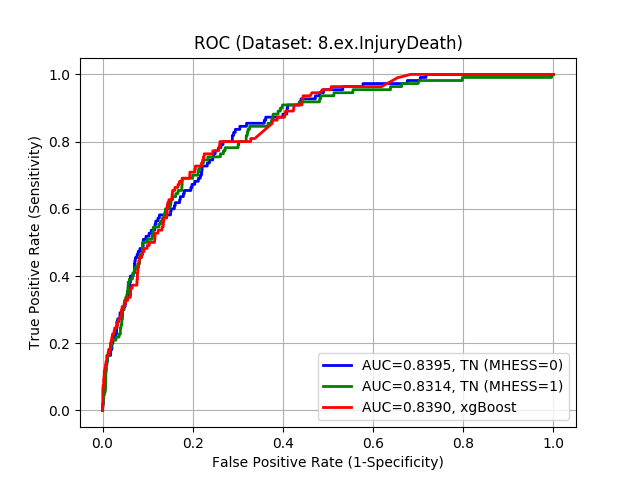 ROC (Dataset: 8.ex.InjuryDeath)
1.0
0.8
0.6
0.4
0.2
0.0
True Positive Rate (Sensitivity)
AUC=0.8395, TN (MHESS=0)
AUC=0.8314, TN (MHESS=1)
AUC=0.8390, xgBoost
0.0 0.2 0.4 0.6 0.8 1.0
False Positive Rate (1-Specificity)